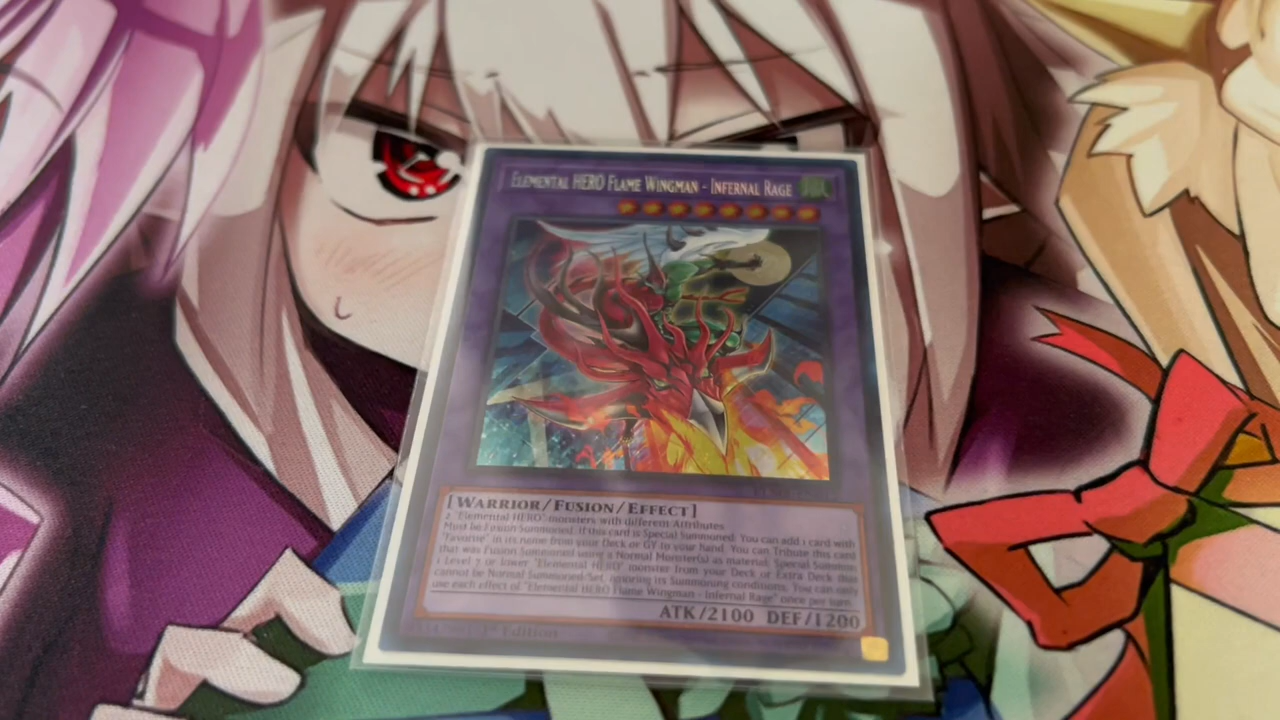 ELEMENTAL HERO FLAME WINGMAN - INFERNAL RAGE
[WARRIOR/FUSION/EFFECT]
2 "Elemental HERO" monsters with different Attributes
Must be Fusion Summoned. If this card is Special Summoned: You can add 1 card with
"Favorite" in its name from your Deck or GY to your hand. You can Tribute this card
that was Fusion Summoned using a Normal Monster(s) as material; Special Summon
1 Level 7 or lower "Elemental HERO" monster from your Deck or Extra Deck that
cannot be Normal Summoned/Set, ignoring its Summoning conditions. You can only
use each effect of "Elemental HERO Flame Wingman - Infernal Rage" once per turn.
ATK/2100 DEF/1200
1st Edition